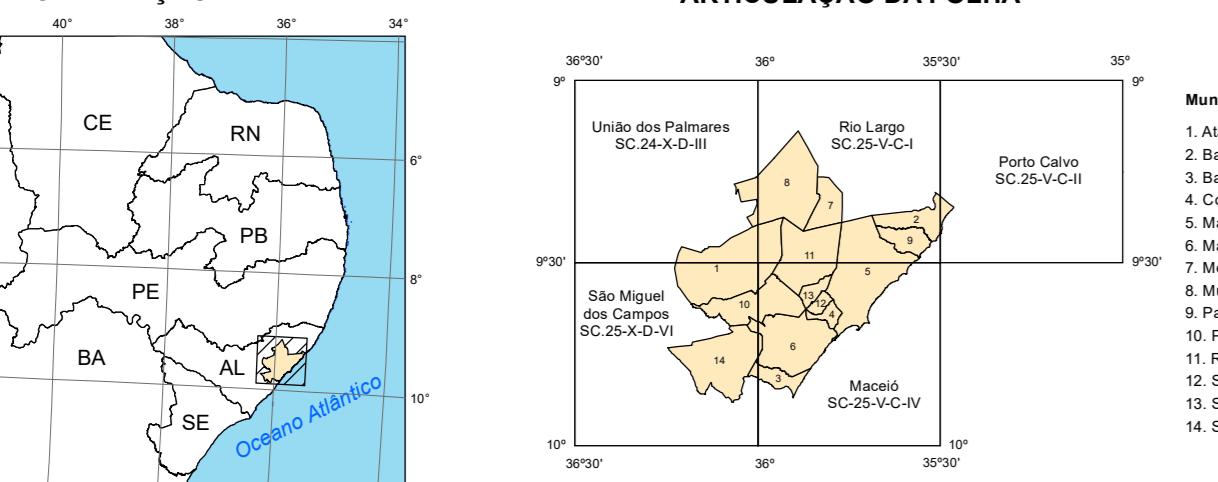 ARTICULAÇÃO DA FOLHA
40°
38°
36°
34°
CE
RN
6°
PB
8°
PE
BA
AL
SE
10°
Oceano Atlântico
36°30'
36°
35°30'
35°
9°
9°
União dos Palmares
SC.24-X-D-III
Rio Largo
SC.25-V-C-I
Porto Calvo
SC.25-V-C-II
8
7
2
9
11
9°30'
9°30'
1
5
13
12
10
4
São Miguel
dos Campos
SC.25-X-D-VI
6
14
3
Maceió
SC-25-V-C-IV
10°
10°
36°30'
36°
35°30'
Mun
1. At
2. Ba
3. Ba
4. Co
5. Ma
6. Ma
7. Me
8. Mu
9. Pa
10. P
11. R
12. S
13. S
14. S